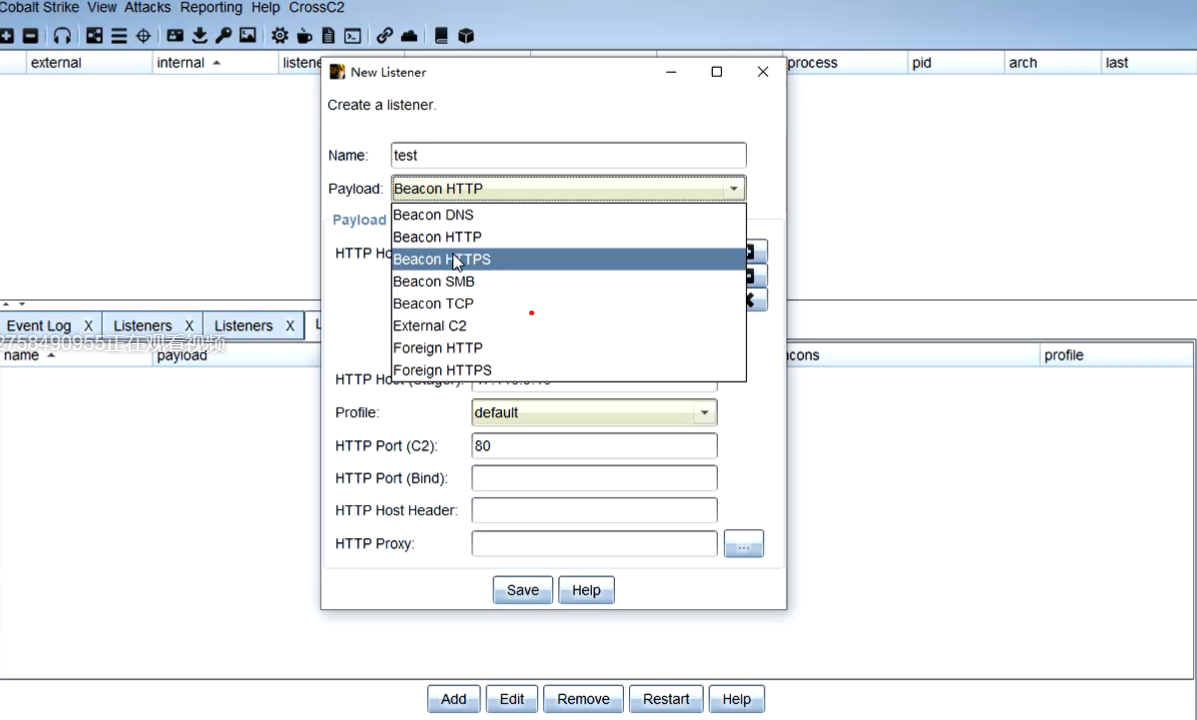 Cobalt Strike View Attacks Reporting Help CrossC2
external internal listene process pid arch last
New Listener
Create a listener.
Name: test
Payload: Beacon HTTP
Beacon DNS
Payload
Beacon HTTP
HTTP Ho
Beacon HTTPS
Beacon SMB
Beacon TCP
External C2
Foreign HTTP
Foreign HTTPS
Event Log X Listeners X Listeners X L
2758490955正在观看视频
name payload acons profile
HTTP Host (Stager):
Profile: default
HTTP Port (C2): 80
HTTP Port (Bind):
HTTP Host Header:
HTTP Proxy: ...
Save Help
Add Edit Remove Restart Help